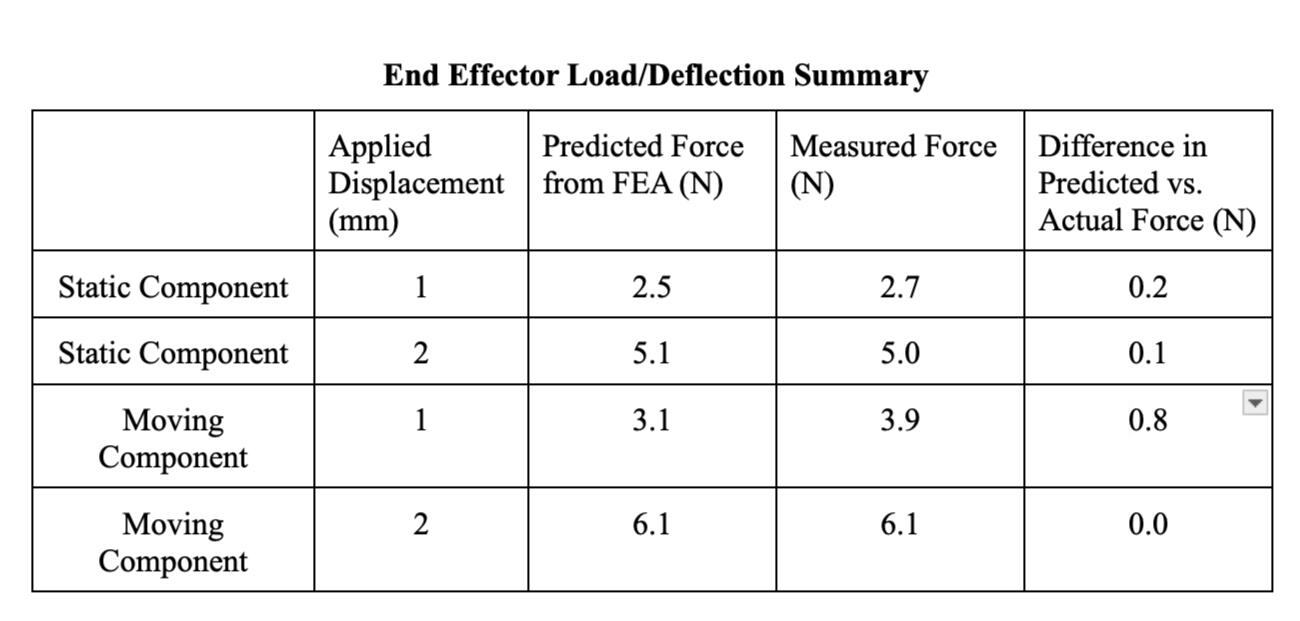 End Effector Load/Deflection Summary
Applied Displacement (mm) Predicted Force from FEA (N) Measured Force (N) Difference in Predicted vs. Actual Force (N)
Static Component 1 2.5 2.7 0.2
Static Component 2 5.1 5.0 0.1
Moving Component 1 3.1 3.9 0.8
Moving Component 2 6.1 6.1 0.0